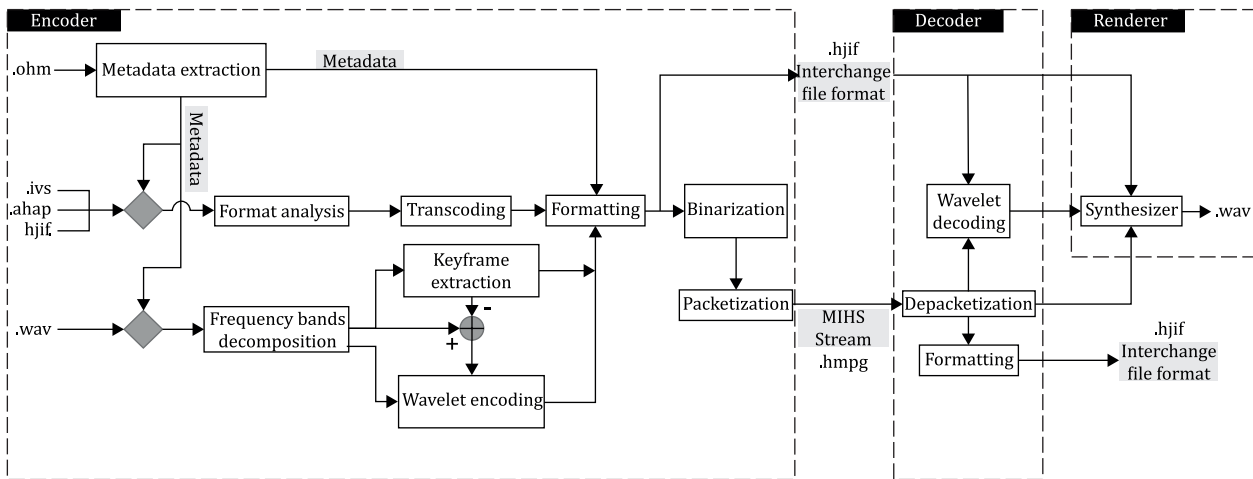 Encoder
Decoder
Renderer
.ohm
Metadata extraction
Metadata
Metadata
.hjif
Interchange
file format
.ivs
.ahap
hjif.
Format analysis
Transcoding
Formatting
Binarization
Wavelet
decoding
Synthesizer
.wav
Keyframe
extraction
-
+
.wav
Frequency bands
decomposition
Wavelet encoding
Packetization
MIHS
Stream
.hmpg
Depacketization
Formatting
.hjif
Interchange
file format